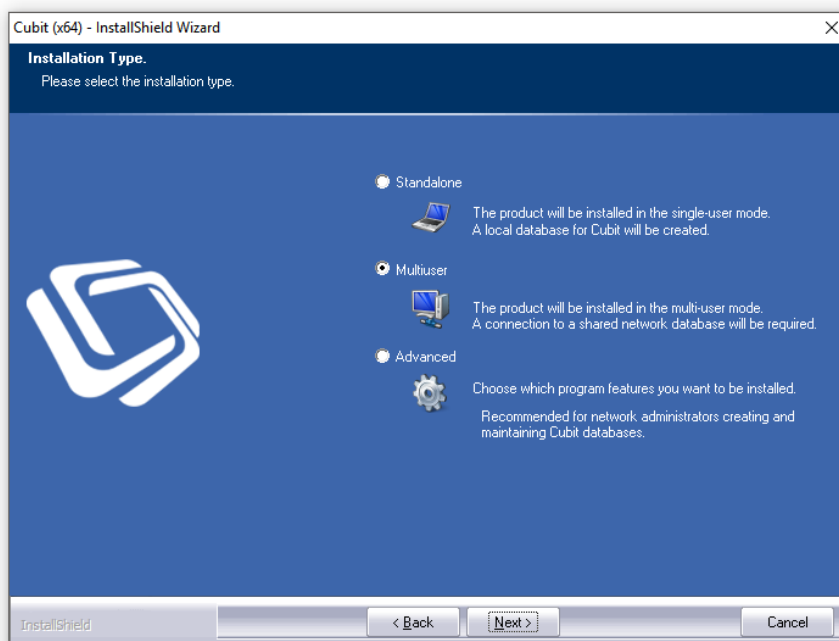 Cubit (x64) - InstallShield Wizard
Installation Type.
Please select the installation type.
Standalone
The product will be installed in the single-user mode.
A local database for Cubit will be created.
Multiuser
The product will be installed in the multi-user mode.
A connection to a shared network database will be required.
Advanced
Choose which program features you want to be installed.
Recommended for network administrators creating and
maintaining Cubit databases.
InstallShield
< Back
Next >
Cancel